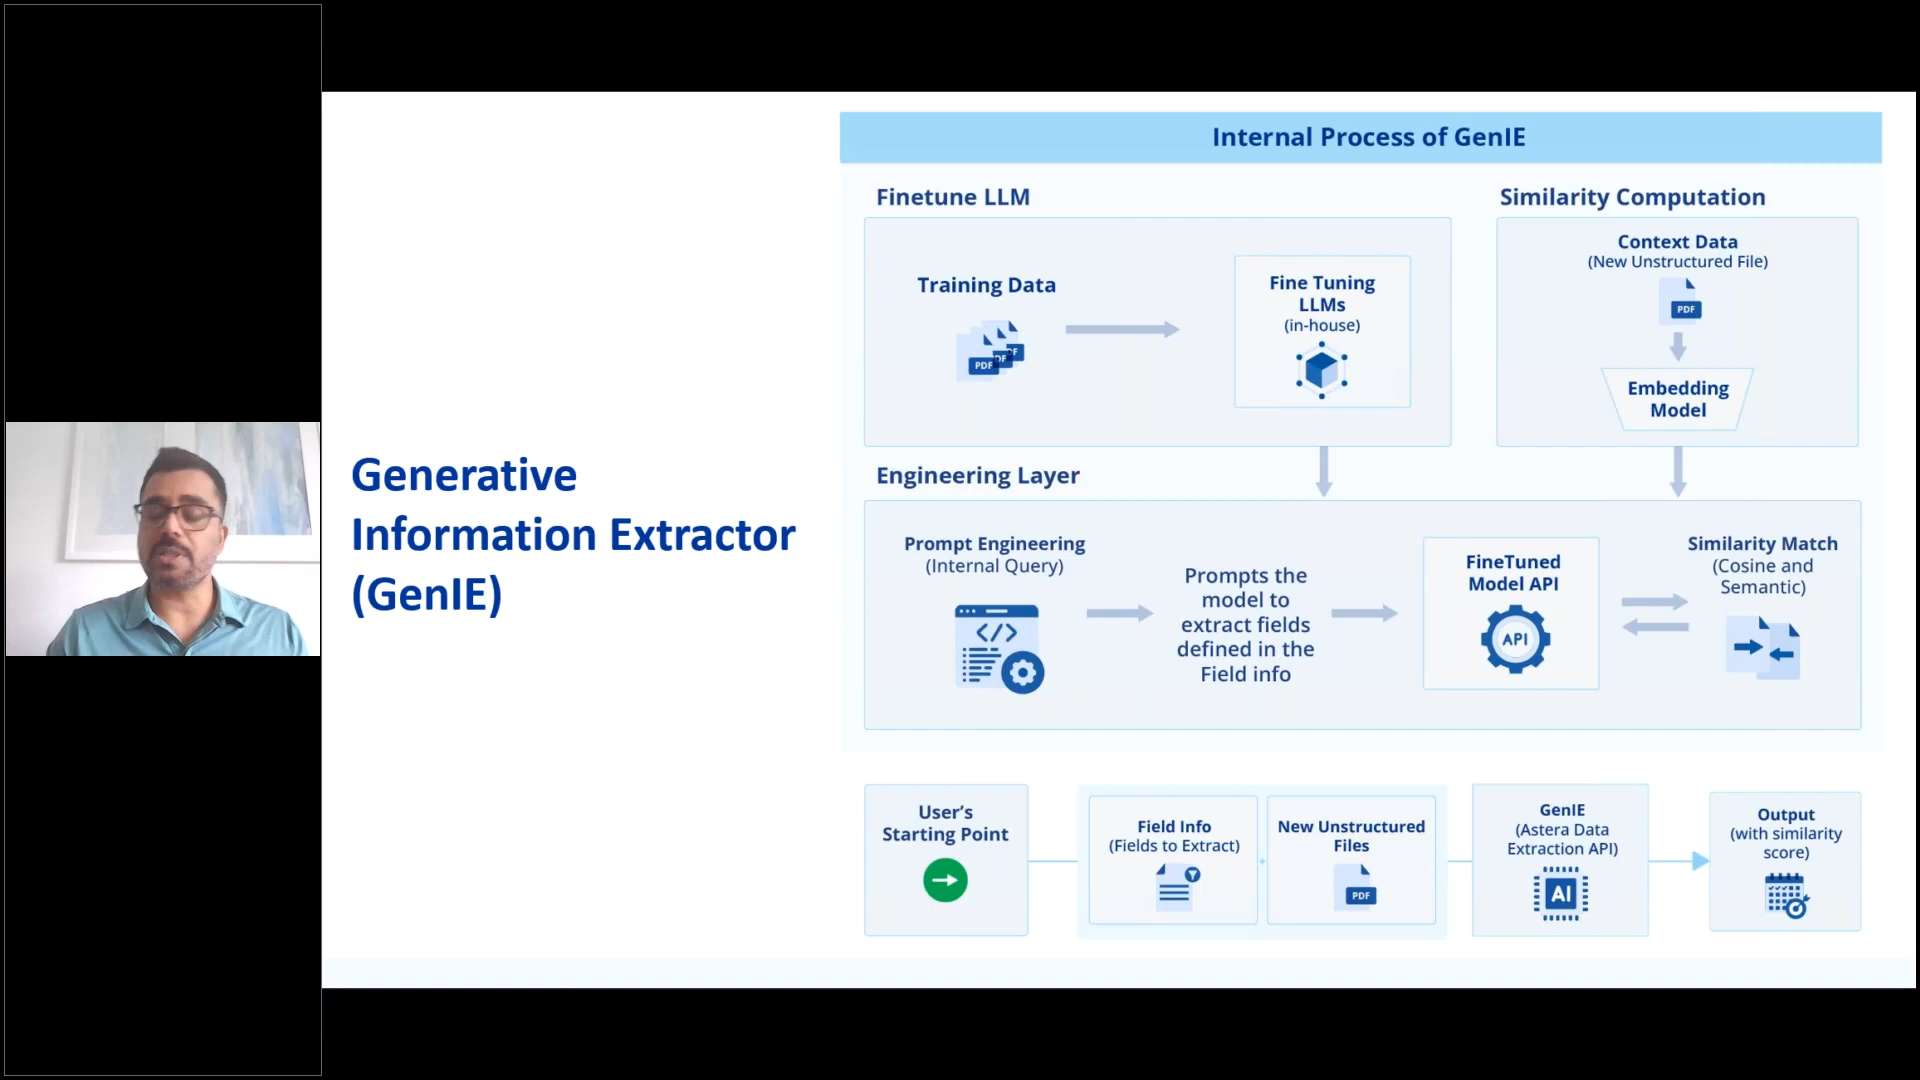 Generative
Information Extractor
(GenIE)
Internal Process of GenIE
Finetune LLM
Training Data
PDF
DF
DF
Fine Tuning
LLMs
(in-house)
Similarity Computation
Context Data
(New Unstructured File)
PDF
Embedding
Model
Engineering Layer
Prompt Engineering
(Internal Query)
</>
Prompts the
model to
extract fields
defined in the
Field info
FineTuned
Model API
API
Similarity Match
(Cosine and
Semantic)
User's
Starting Point
Field Info
(Fields to Extract)
New Unstructured
Files
PDF
GenIE
(Astera Data
Extraction API)
AI
Output
(with similarity
score)